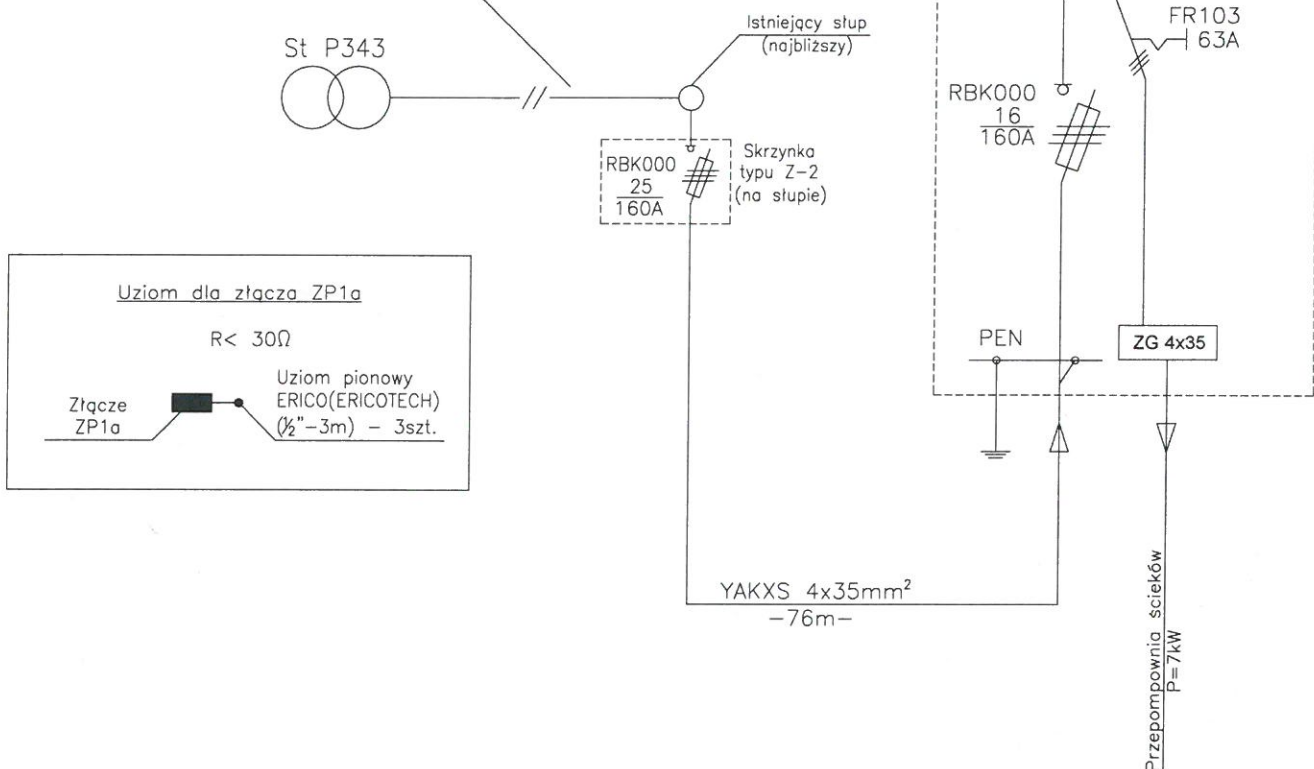 St P343
Istniejący słup
(najbliższy)
FR103
63A
RBK000
16
160A
RBK000
25
160A
Skrzynka
typu Z-2
(na słupie)
Uziom dla złącza ZP1a
R< 30Ω
Złącze
ZP1a
Uziom pionowy
ERICO(ERICOTECH)
(½"-3m) - 3szt.
PEN
ZG 4x35
YAKXS 4x35mm²
-76m-
Przepompownia ścieków
P=7kW